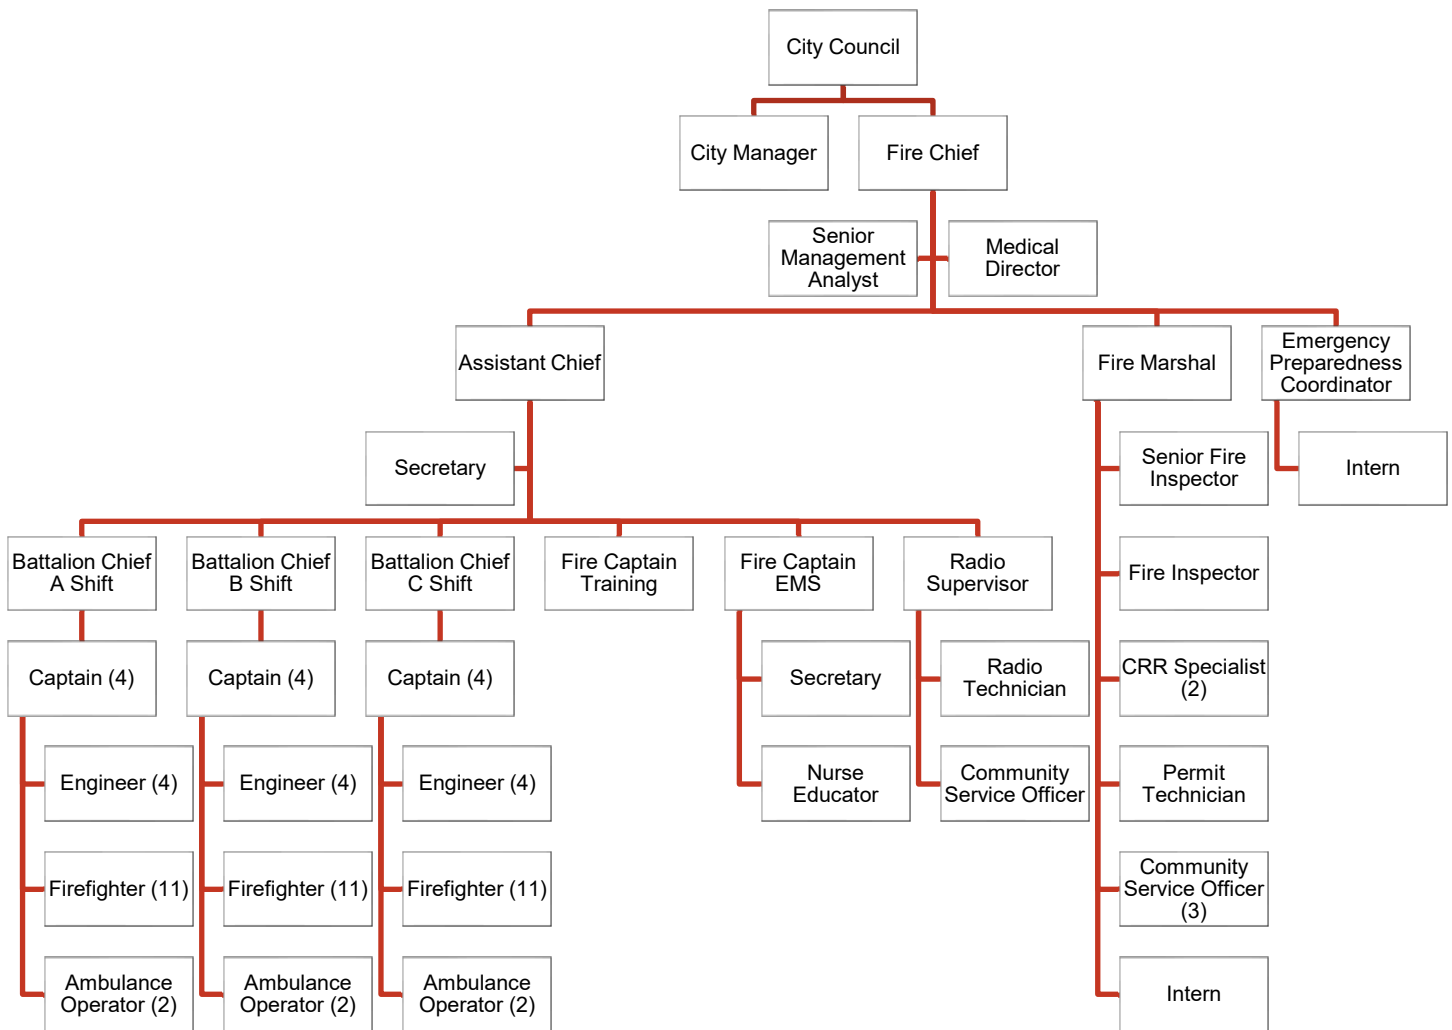 City Council
City Manager
Fire Chief
Senior
Management
Analyst
Medical
Director
Assistant Chief
Fire Marshal
Emergency
Preparedness
Coordinator
Secretary
Senior Fire
Inspector
Intern
Battalion Chief
A Shift
Battalion Chief
B Shift
Battalion Chief
C Shift
Fire Captain
Training
Fire Captain
EMS
Radio
Supervisor
Fire Inspector
Captain (4)
Captain (4)
Captain (4)
Secretary
Radio
Technician
CRR Specialist
(2)
Engineer (4)
Engineer (4)
Engineer (4)
Nurse
Educator
Community
Service Officer
Permit
Technician
Firefighter (11)
Firefighter (11)
Firefighter (11)
Community
Service Officer
(3)
Ambulance
Operator (2)
Ambulance
Operator (2)
Ambulance
Operator (2)
Intern